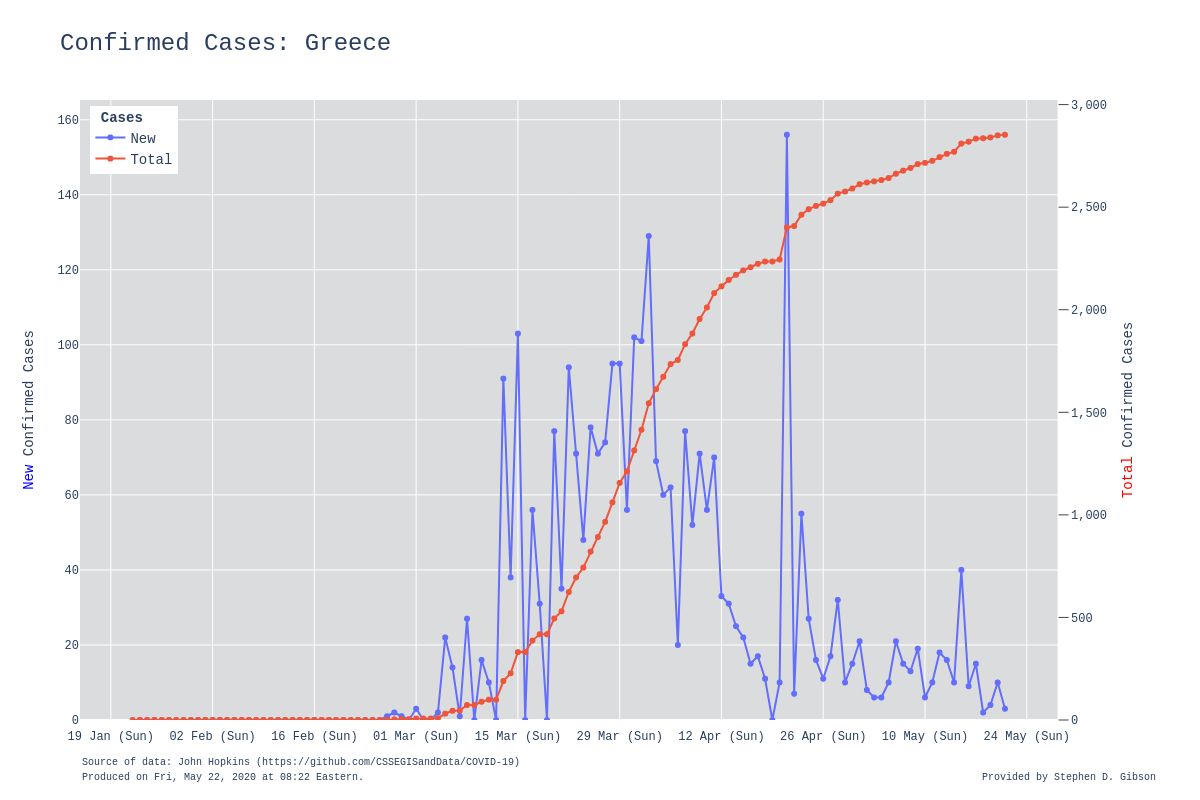 Confirmed Cases: Greece
Cases
New
Total
160
140
120
100
80
60
40
20
0
3,000
2,500
2,000
1,500
1,000
500
0
New Confirmed Cases
Total Confirmed Cases
19 Jan (Sun) 02 Feb (Sun) 16 Feb (Sun) 01 Mar (Sun) 15 Mar (Sun) 29 Mar (Sun) 12 Apr (Sun) 26 Apr (Sun) 10 May (Sun) 24 May (Sun)
Source of data: John Hopkins (https://github.com/CSSEGISandData/COVID-19)
Produced on Fri, May 22, 2020 at 08:22 Eastern.
Provided by Stephen D. Gibson